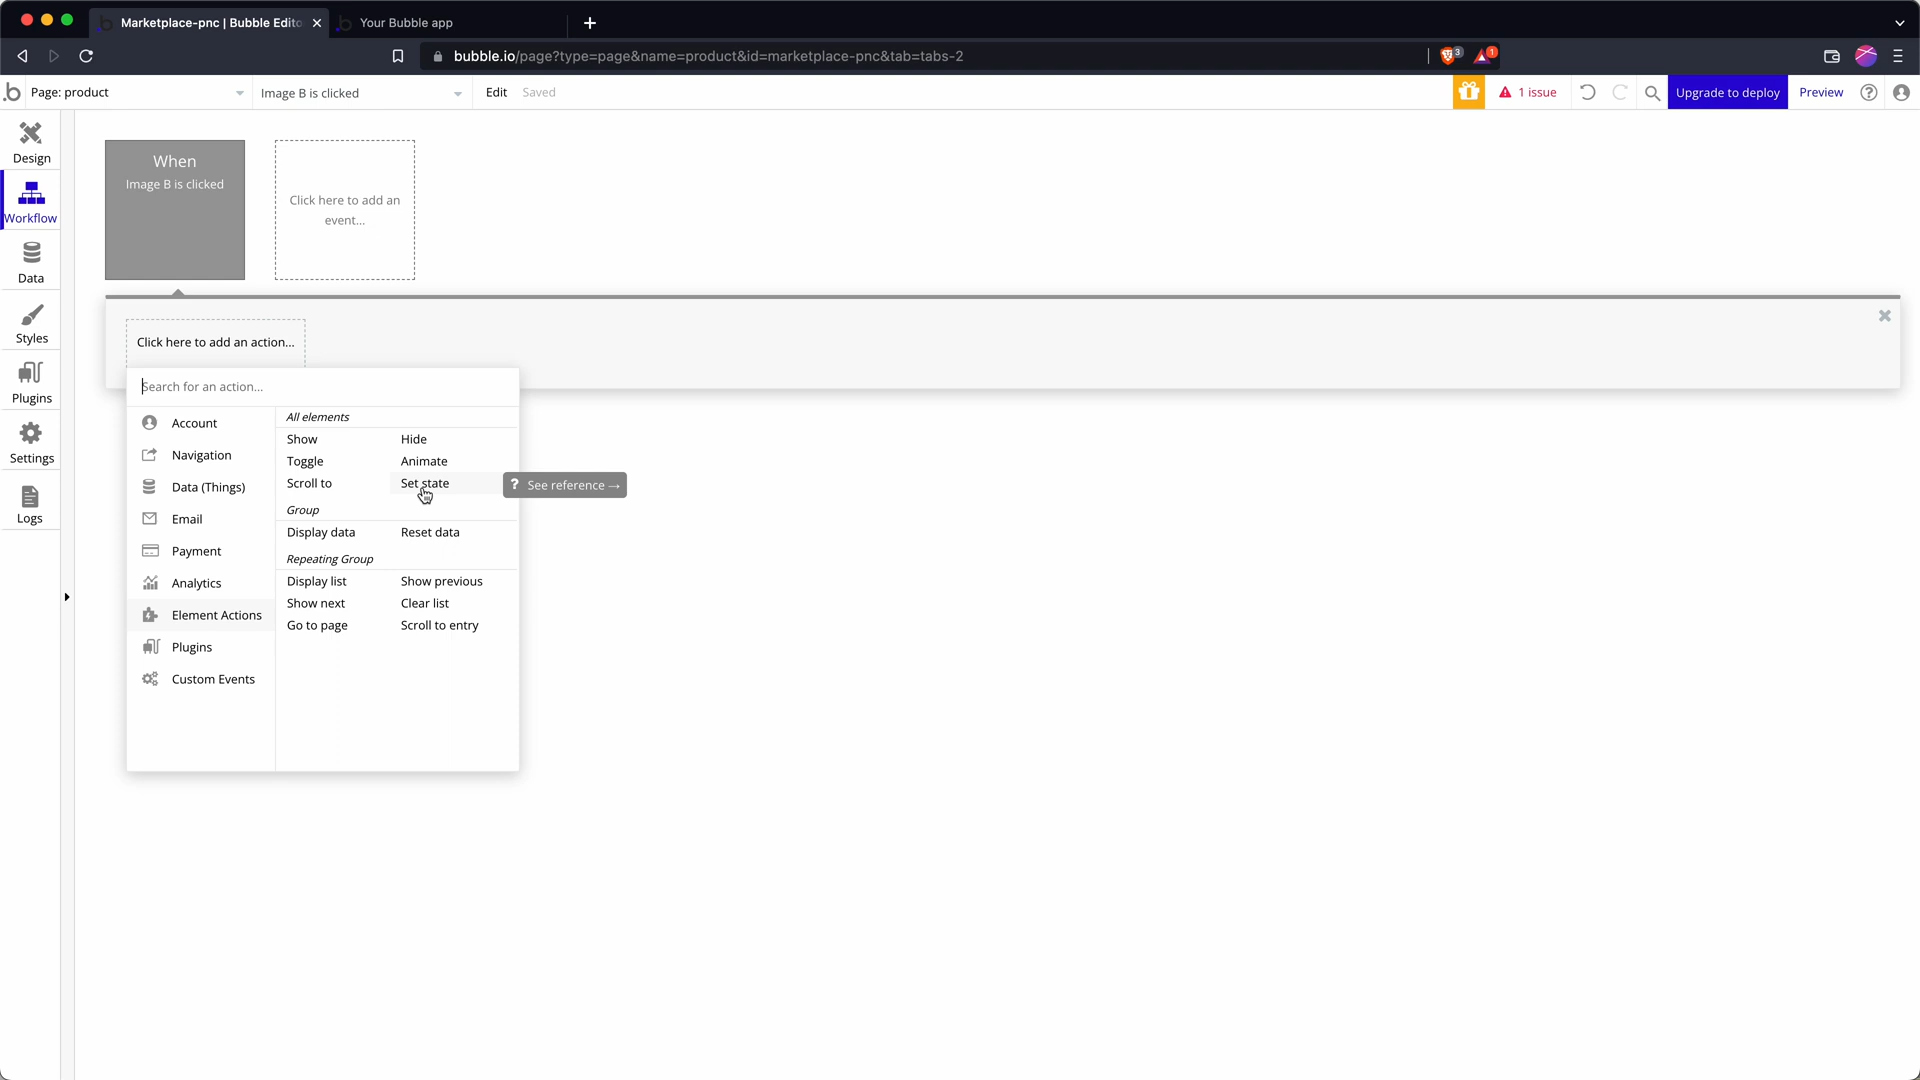 Marketplace-pnc | Bubble Edito
Your Bubble app
bubble.io/page?type=page&name=product&id=marketplace-pnc&tab=tabs-2
3
1
Page: product
Image B is clicked
Edit
Saved
1 issue
Upgrade to deploy
Preview
Design
Workflow
Data
Styles
Plugins
Settings
Logs
When
Image B is clicked
Click here to add an
event...
Click here to add an action...
Search for an action...
Account
Navigation
Data (Things)
Email
Payment
Analytics
Element Actions
Plugins
Custom Events
All elements
Show
Hide
Toggle
Animate
Scroll to
Set state
? See reference →
Group
Display data
Reset data
Repeating Group
Display list
Show previous
Show next
Clear list
Go to page
Scroll to entry